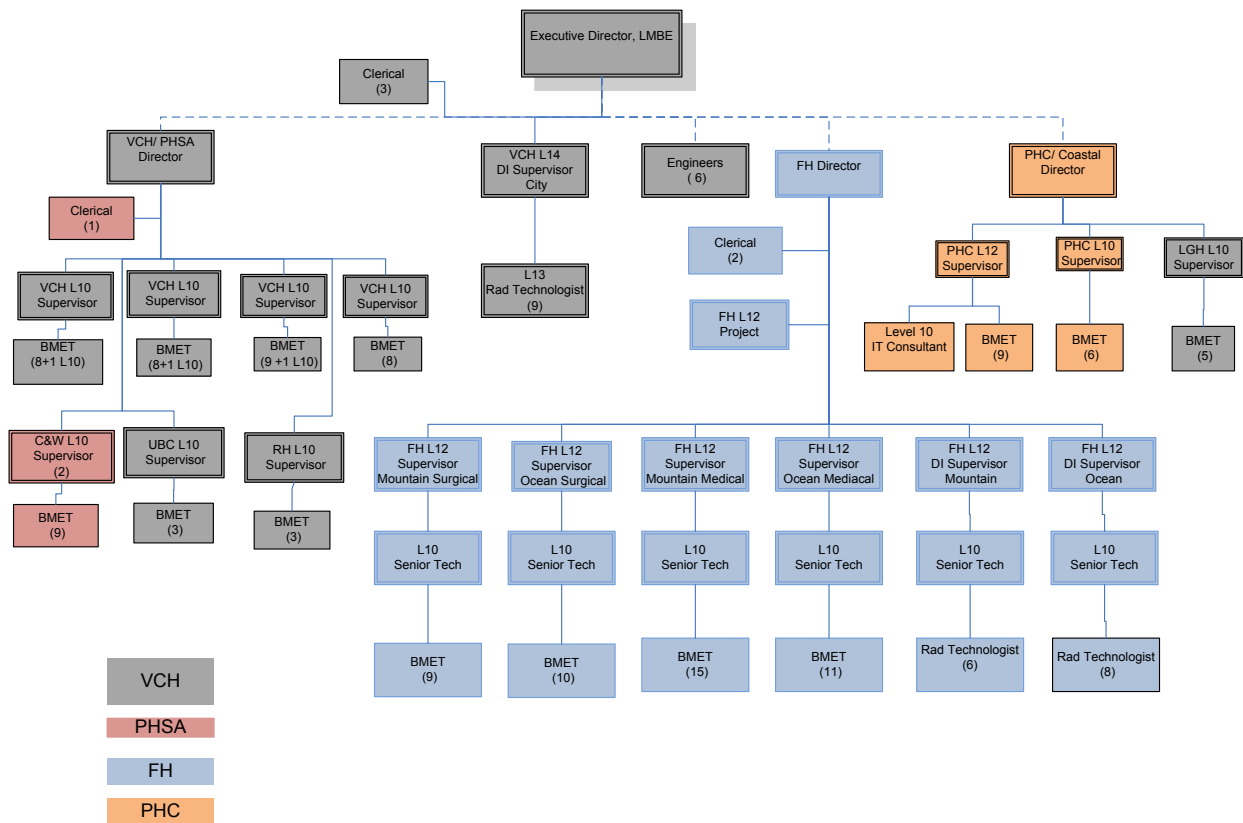 Executive Director, LMBE
Clerical
(3)
VCH/ PHSA
Director
VCH L14
DI Supervisor
City
Engineers
( 6)
FH Director
PHC/ Coastal
Director
Clerical
(1)
Clerical
(2)
PHC L12
Supervisor
PHC L10
Supervisor
LGH L10
Supervisor
VCH L10
Supervisor
VCH L10
Supervisor
VCH L10
Supervisor
VCH L10
Supervisor
L13
Rad Technologist
(9)
FH L12
Project
BMET
(8+1 L10)
BMET
(8+1 L10)
BMET
(9 +1 L10)
BMET
(8)
Level 10
IT Consultant
BMET
(9)
BMET
(6)
BMET
(5)
C&W L10
Supervisor
(2)
UBC L10
Supervisor
RH L10
Supervisor
FH L12
Supervisor
Mountain Surgical
FH L12
Supervisor
Ocean Surgical
FH L12
Supervisor
Mountain Medical
FH L12
Supervisor
Ocean Mediacal
FH L12
DI Supervisor
Mountain
FH L12
DI Supervisor
Ocean
BMET
(9)
BMET
(3)
BMET
(3)
L10
Senior Tech
L10
Senior Tech
L10
Senior Tech
L10
Senior Tech
L10
Senior Tech
L10
Senior Tech
BMET
(9)
BMET
(10)
BMET
(15)
BMET
(11)
Rad Technologist
(6)
Rad Technologist
(8)
VCH
PHSA
FH
PHC